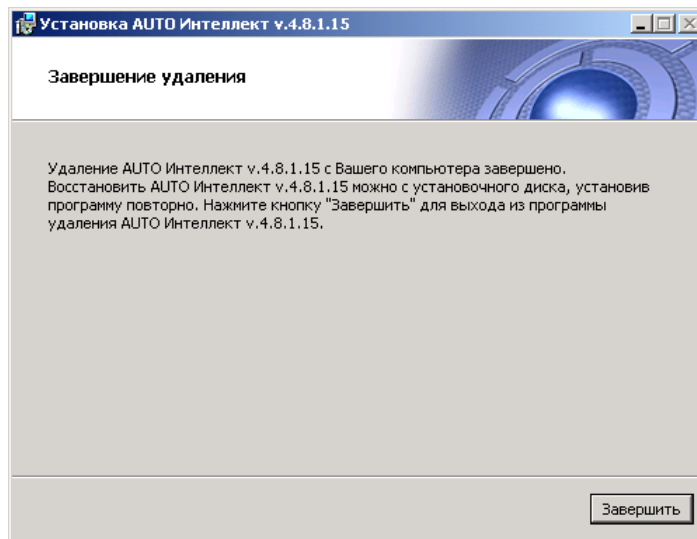 Установка AUTO Интеллект v.4.8.1.15
Завершение удаления
Удаление AUTO Интеллект v.4.8.1.15 с Вашего компьютера завершено.
Восстановить AUTO Интеллект v.4.8.1.15 можно с установочного диска, установив
программу повторно. Нажмите кнопку "Завершить" для выхода из программы
удаления AUTO Интеллект v.4.8.1.15.
Завершить